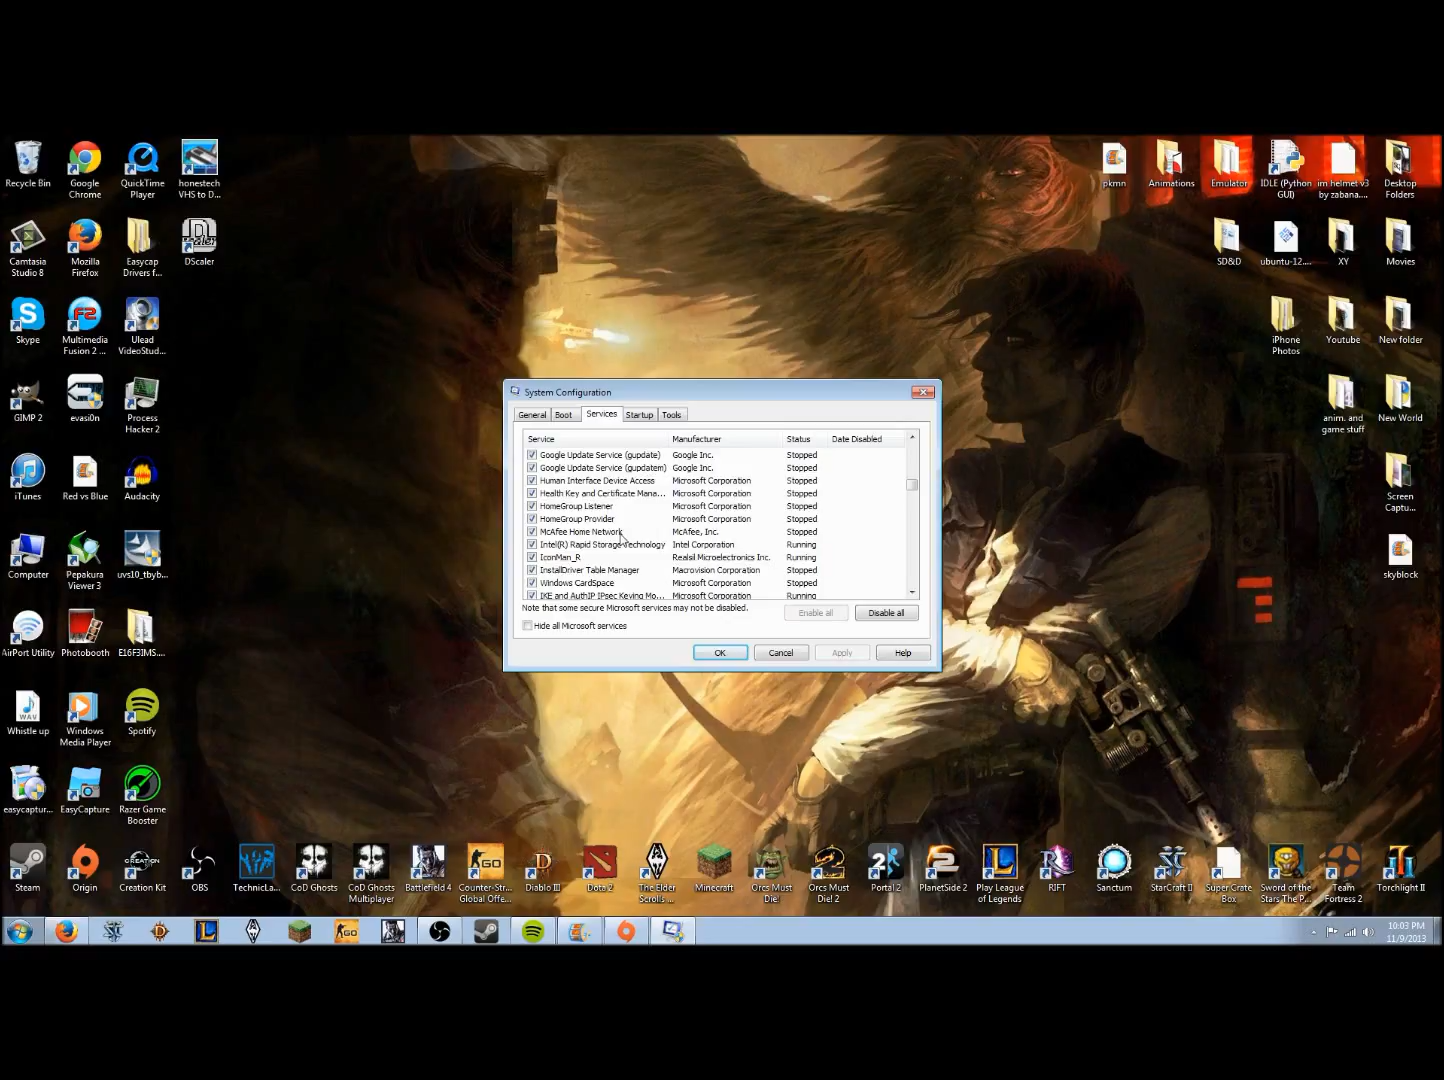 Recycle Bin
Google
Chrome
QuickTime
Player
honestech
VHS to D...
pkmn
Animations
Emulator
IDLE (Python
GUI)
im helmet v3
by zabana....
Desktop
Folders
Camtasia
Studio 8
Mozilla
Firefox
Easycap
Drivers f...
DScaler
SD&D
ubuntu-12....
XY
Movies
Skype
Multimedia
Fusion 2 ...
Ulead
VideoStud...
iPhone
Photos
Youtube
New folder
GIMP 2
evasi0n
Process
Hacker 2
anim. and
game stuff
New World
iTunes
Red vs Blue
Audacity
Screen
Captu...
Computer
Pepakura
Viewer 3
uvs10_tbyb...
skyblock
AirPort Utility
Photobooth
E16F3IMS...
Whistle up
Windows
Media Player
Spotify
easycaptur...
EasyCapture
Razer Game
Booster
System Configuration
General Boot Services Startup Tools
Service Manufacturer Status Date Disabled
Google Update Service (gupdate) Google Inc. Stopped
Google Update Service (gupdatem) Google Inc. Stopped
Human Interface Device Access Microsoft Corporation Stopped
Health Key and Certificate Mana... Microsoft Corporation Stopped
HomeGroup Listener Microsoft Corporation Stopped
HomeGroup Provider Microsoft Corporation Stopped
McAfee Home Network McAfee, Inc. Stopped
Intel(R) Rapid Storage Technology Intel Corporation Running
IconMan_R Realsil Microelectronics Inc. Running
InstallDriver Table Manager Macrovision Corporation Stopped
Windows CardSpace Microsoft Corporation Stopped
IKE and AuthIP IPsec Keying Mo... Microsoft Corporation Running
Note that some secure Microsoft services may not be disabled.
Enable all Disable all
Hide all Microsoft services
OK Cancel Apply Help
Steam
Origin
Creation Kit
OBS
TechnicLa...
CoD Ghosts
CoD Ghosts
Multiplayer
Battlefield 4
Counter-Str...
Global Offe...
Diablo III
Dota 2
The Elder
Scrolls ...
Minecraft
Orcs Must
Die!
Orcs Must
Die! 2
Portal 2
PlanetSide 2
Play League
of Legends
RIFT
Sanctum
StarCraft II
Super Crate
Box
Sword of the
Stars The P...
Team
Fortress 2
Torchlight II
10:03 PM
11/9/2013